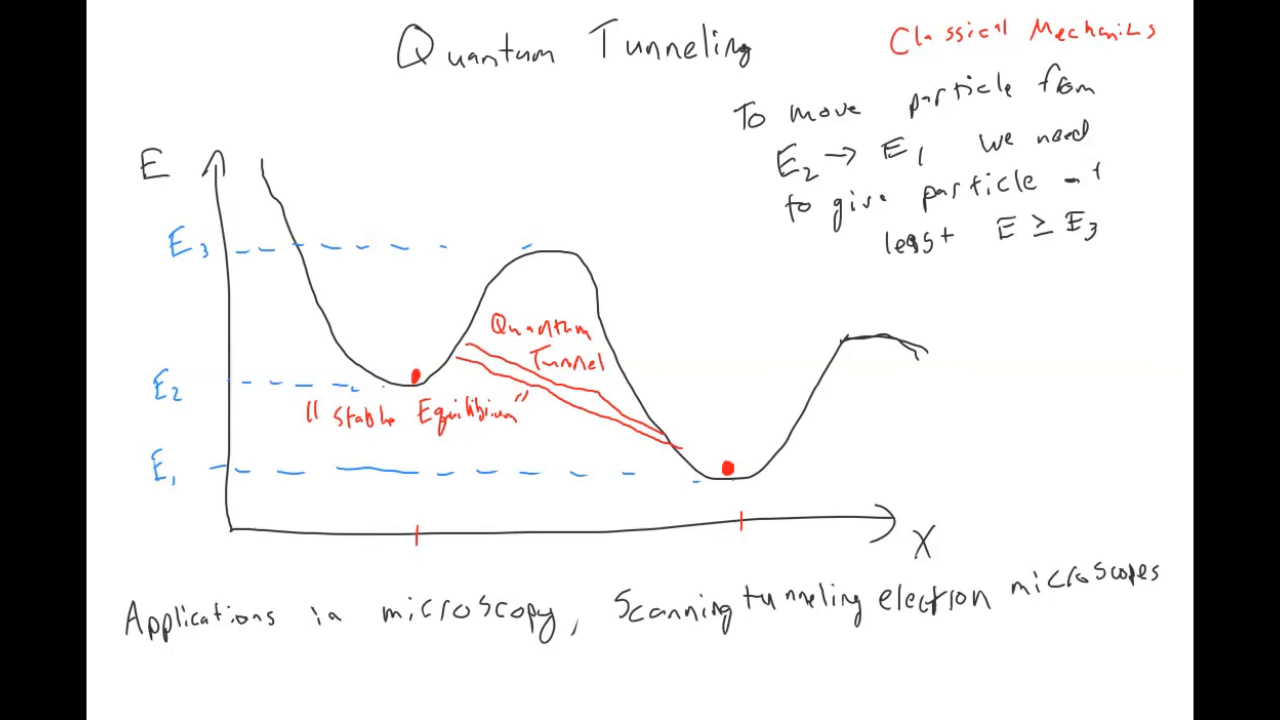 Quantum Tunneling
Classical Mechanics
To move particle from
E2 → E1 we need
to give particle at
least E ≥ E3
E
E3
E2
E1
Quantum
Tunnel
"Stable Equilibrium"
X
Applications in microscopy, Scanning tunneling electron microscopes